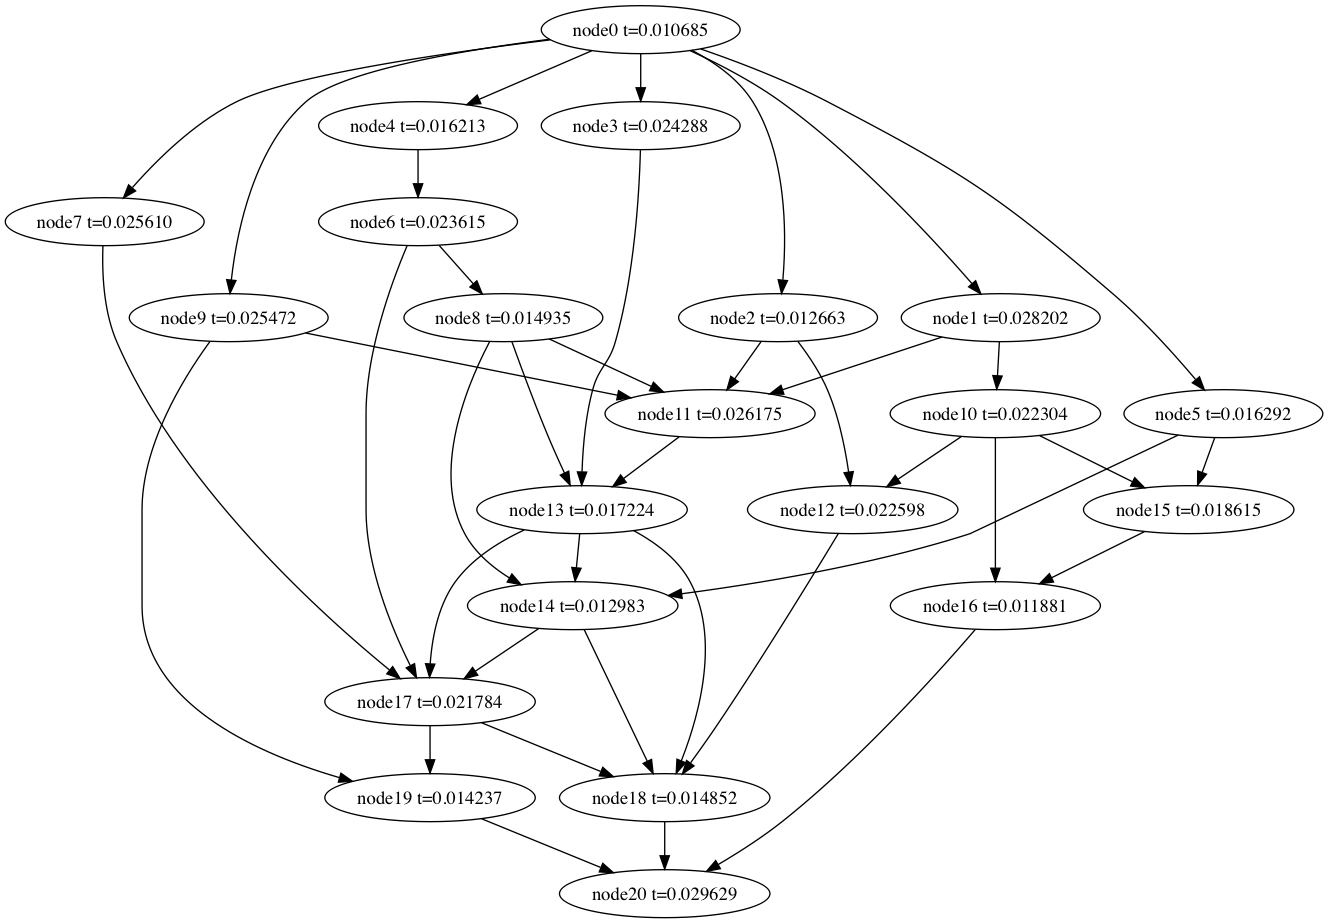 node0 t=0.010685
node4 t=0.016213
node3 t=0.024288
node7 t=0.025610
node6 t=0.023615
node9 t=0.025472
node8 t=0.014935
node2 t=0.012663
node1 t=0.028202
node11 t=0.026175
node10 t=0.022304
node5 t=0.016292
node13 t=0.017224
node12 t=0.022598
node15 t=0.018615
node14 t=0.012983
node16 t=0.011881
node17 t=0.021784
node19 t=0.014237
node18 t=0.014852
node20 t=0.029629